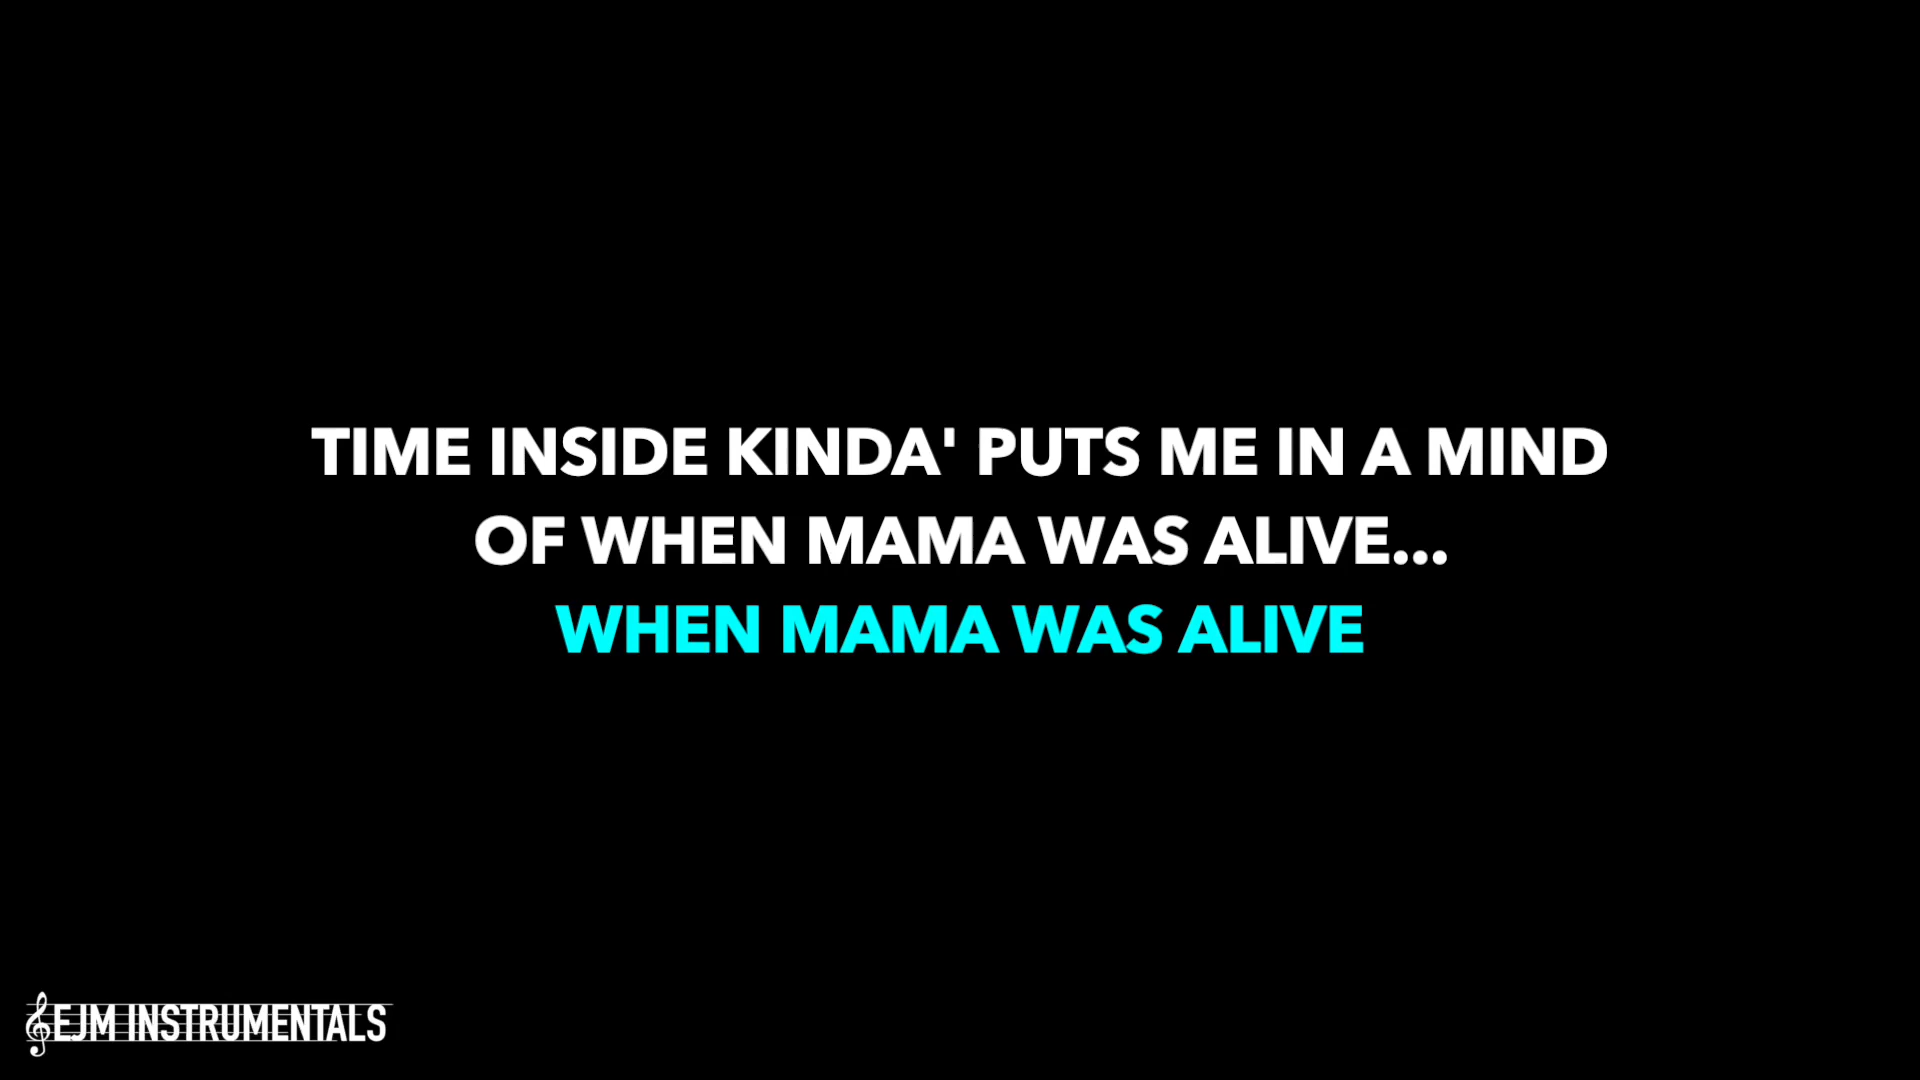 TIME INSIDE KINDA' PUTS ME IN A MIND
OF WHEN MAMA WAS ALIVE...
WHEN MAMA WAS ALIVE
EJM INSTRUMENTALS